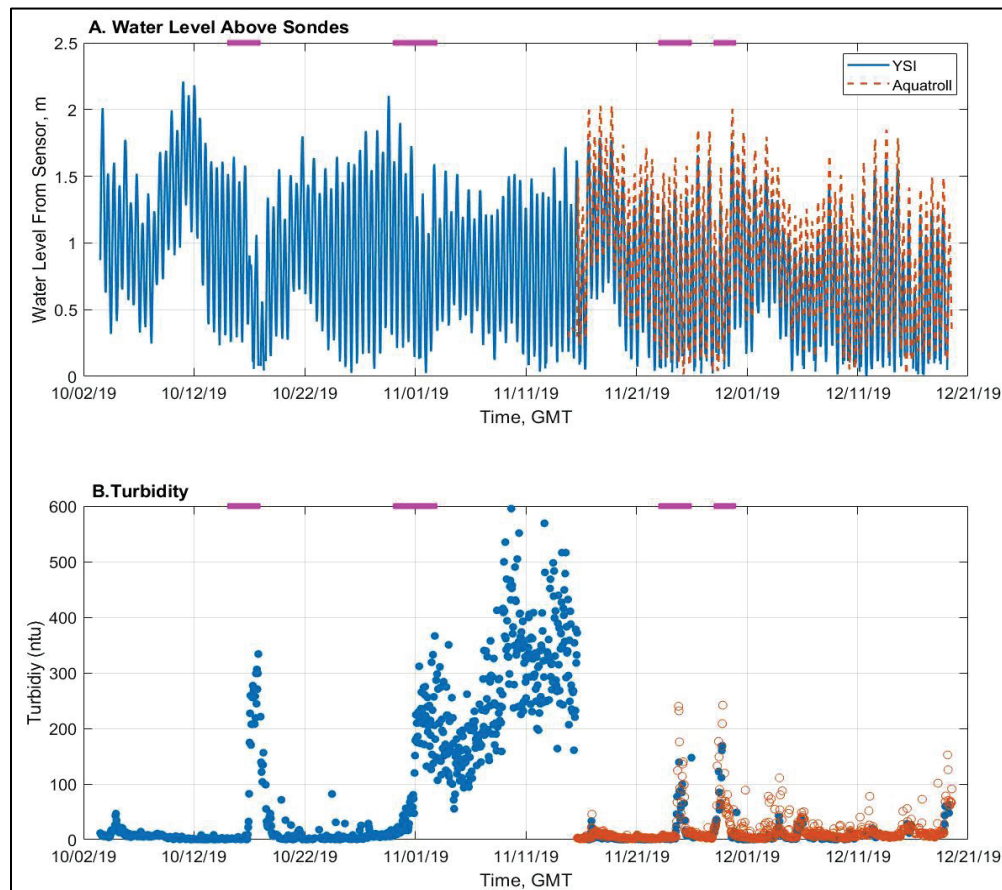 A. Water Level Above Sondes
2.5
2
1.5
1
0.5
0
Water Level From Sensor, m
YSI
Aquatroll
10/02/19 10/12/19 10/22/19 11/01/19 11/11/19 11/21/19 12/01/19 12/11/19 12/21/19
Time, GMT
B.Turbidity
600
500
400
300
200
100
0
Turbidiy (ntu)
10/02/19 10/12/19 10/22/19 11/01/19 11/11/19 11/21/19 12/01/19 12/11/19 12/21/19
Time, GMT